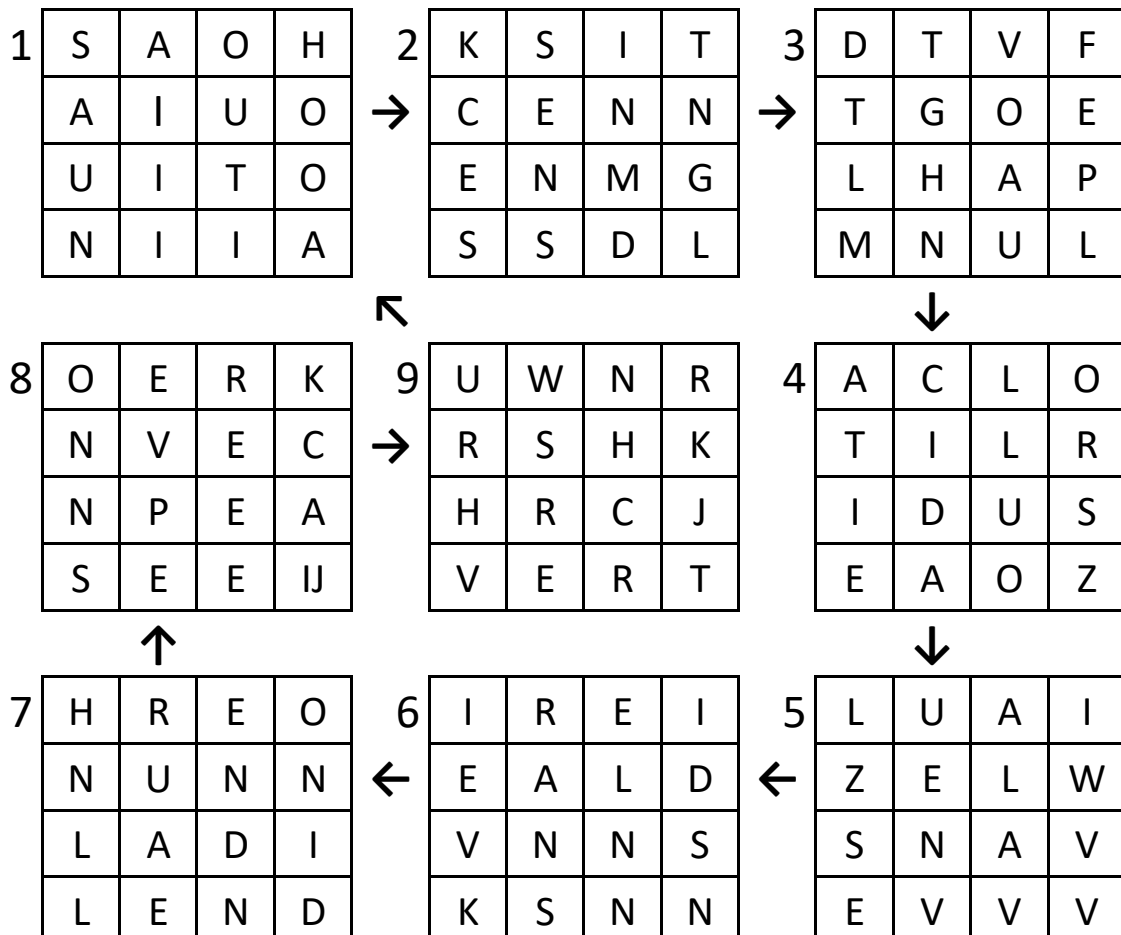 1 S A O H 2 K S I T 3 D T V F
A I U O → C E N N → T G O E
U I T O E N M G L H A P
N I I A S S D L M N U L
↖ ↓
8 O E R K 9 U W N R 4 A C L O
N V E C → R S H K T I L R
N P E A H R C J I D U S
S E E IJ V E R T E A O Z
↑ ↓
7 H R E O 6 I R E I 5 L U A I
N U N N ← E A L D ← Z E L W
L A D I V N N S S N A V
L E N D K S N N E V V V